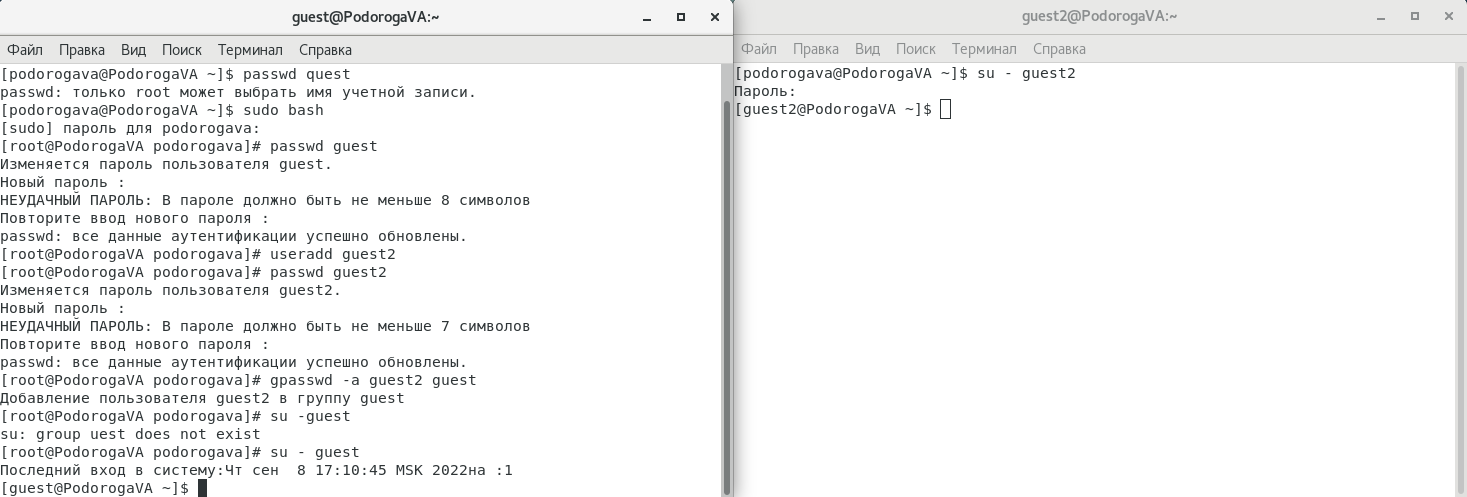 guest@PodorogaVA:~
Файл Правка Вид Поиск Терминал Справка
[podorogava@PodorogaVA ~]$ passwd quest
passwd: только root может выбрать имя учетной записи.
[podorogava@PodorogaVA ~]$ sudo bash
[sudo] пароль для podorogava:
[root@PodorogaVA podorogava]# passwd guest
Изменяется пароль пользователя guest.
Новый пароль :
НЕУДАЧНЫЙ ПАРОЛЬ: В пароле должно быть не меньше 8 символов
Повторите ввод нового пароля :
passwd: все данные аутентификации успешно обновлены.
[root@PodorogaVA podorogava]# useradd guest2
[root@PodorogaVA podorogava]# passwd guest2
Изменяется пароль пользователя guest2.
Новый пароль :
НЕУДАЧНЫЙ ПАРОЛЬ: В пароле должно быть не меньше 7 символов
Повторите ввод нового пароля :
passwd: все данные аутентификации успешно обновлены.
[root@PodorogaVA podorogava]# gpasswd -a guest2 guest
Добавление пользователя guest2 в группу guest
[root@PodorogaVA podorogava]# su -guest
su: group uest does not exist
[root@PodorogaVA podorogava]# su - guest
Последний вход в систему:Чт сен  8 17:10:45 MSK 2022на :1
[guest@PodorogaVA ~]$
guest2@PodorogaVA:~
Файл Правка Вид Поиск Терминал Справка
[podorogava@PodorogaVA ~]$ su - guest2
Пароль:
[guest2@PodorogaVA ~]$